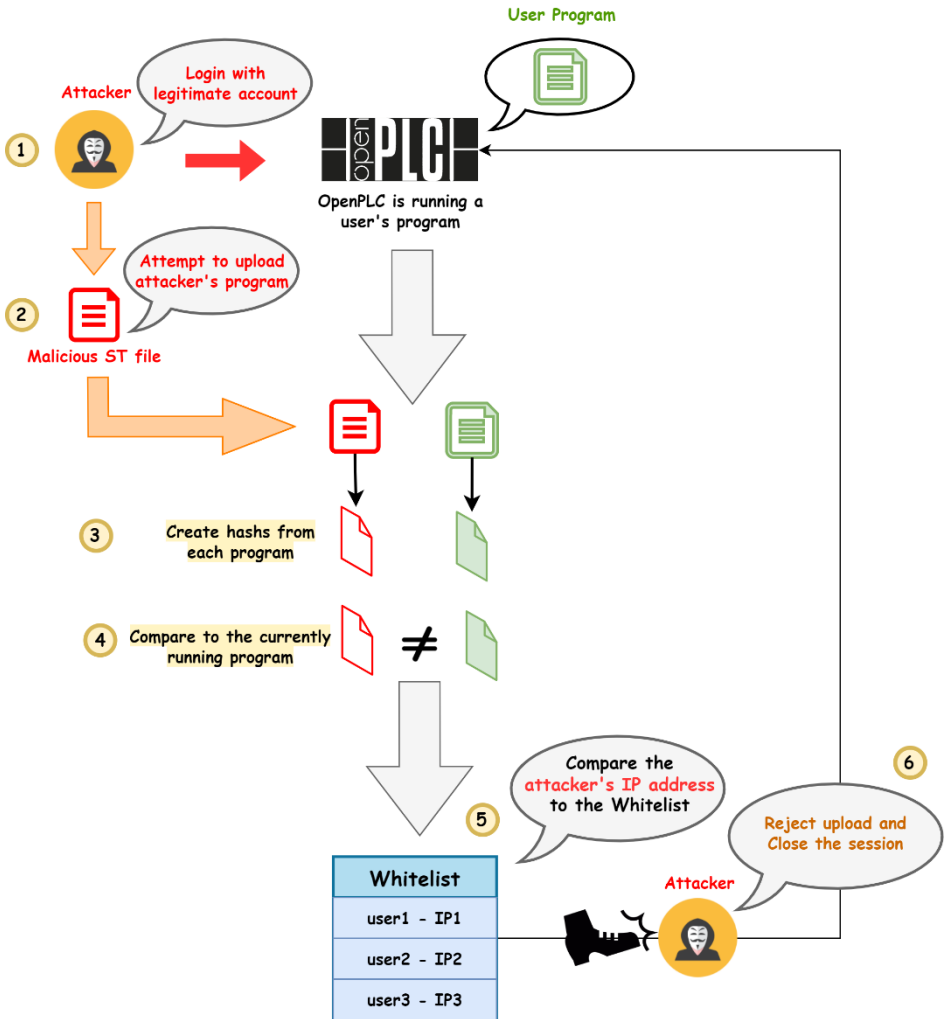 User Program
Login with
legitimate account
Attacker
1
open
PLC
OpenPLC is running a
user's program
Attempt to upload
attacker's program
2
Malicious ST file
3
Create hashs from
each program
4
Compare to the currently
running program
≠
Compare the
attacker's IP address
to the Whitelist
5
6
Reject upload and
Close the session
Whitelist
user1 - IP1
user2 - IP2
user3 - IP3
Attacker